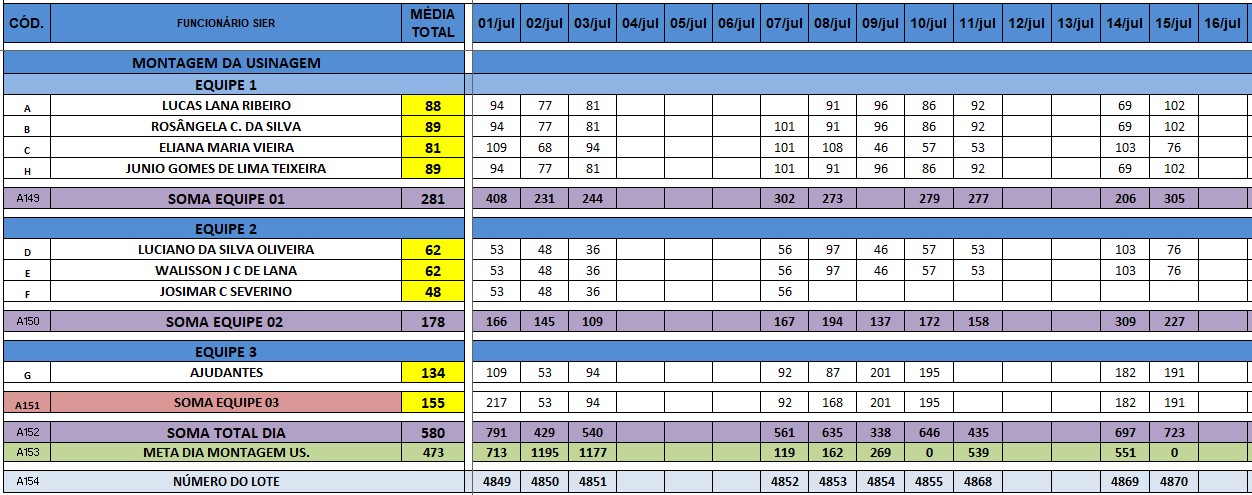 CÓD. FUNCIONÁRIO SIER MÉDIA TOTAL 01/jul 02/jul 03/jul 04/jul 05/jul 06/jul 07/jul 08/jul 09/jul 10/jul 11/jul 12/jul 13/jul 14/jul 15/jul 16/jul
MONTAGEM DA USINAGEM
EQUIPE 1
A LUCAS LANA RIBEIRO 88 94 77 81 91 96 86 92 69 102
B ROSÂNGELA C. DA SILVA 89 94 77 81 101 91 96 86 92 69 102
C ELIANA MARIA VIEIRA 81 109 68 94 101 108 46 57 53 103 76
H JUNIO GOMES DE LIMA TEIXEIRA 89 94 77 81 101 91 96 86 92 69 102
A149 SOMA EQUIPE 01 281 408 231 244 302 273 279 277 206 305
EQUIPE 2
D LUCIANO DA SILVA OLIVEIRA 62 53 48 36 56 97 46 57 53 103 76
E WALISSON J C DE LANA 62 53 48 36 56 97 46 57 53 103 76
F JOSIMAR C SEVERINO 48 53 48 36 56
A150 SOMA EQUIPE 02 178 166 145 109 167 194 137 172 158 309 227
EQUIPE 3
G AJUDANTES 134 109 53 94 92 87 201 195 182 191
A151 SOMA EQUIPE 03 155 217 53 94 92 168 201 195 182 191
A152 SOMA TOTAL DIA 580 791 429 540 561 635 338 646 435 697 723
A153 META DIA MONTAGEM US. 473 713 1195 1177 119 162 269 0 539 551 0
A154 NÚMERO DO LOTE 4849 4850 4851 4852 4853 4854 4855 4868 4869 4870